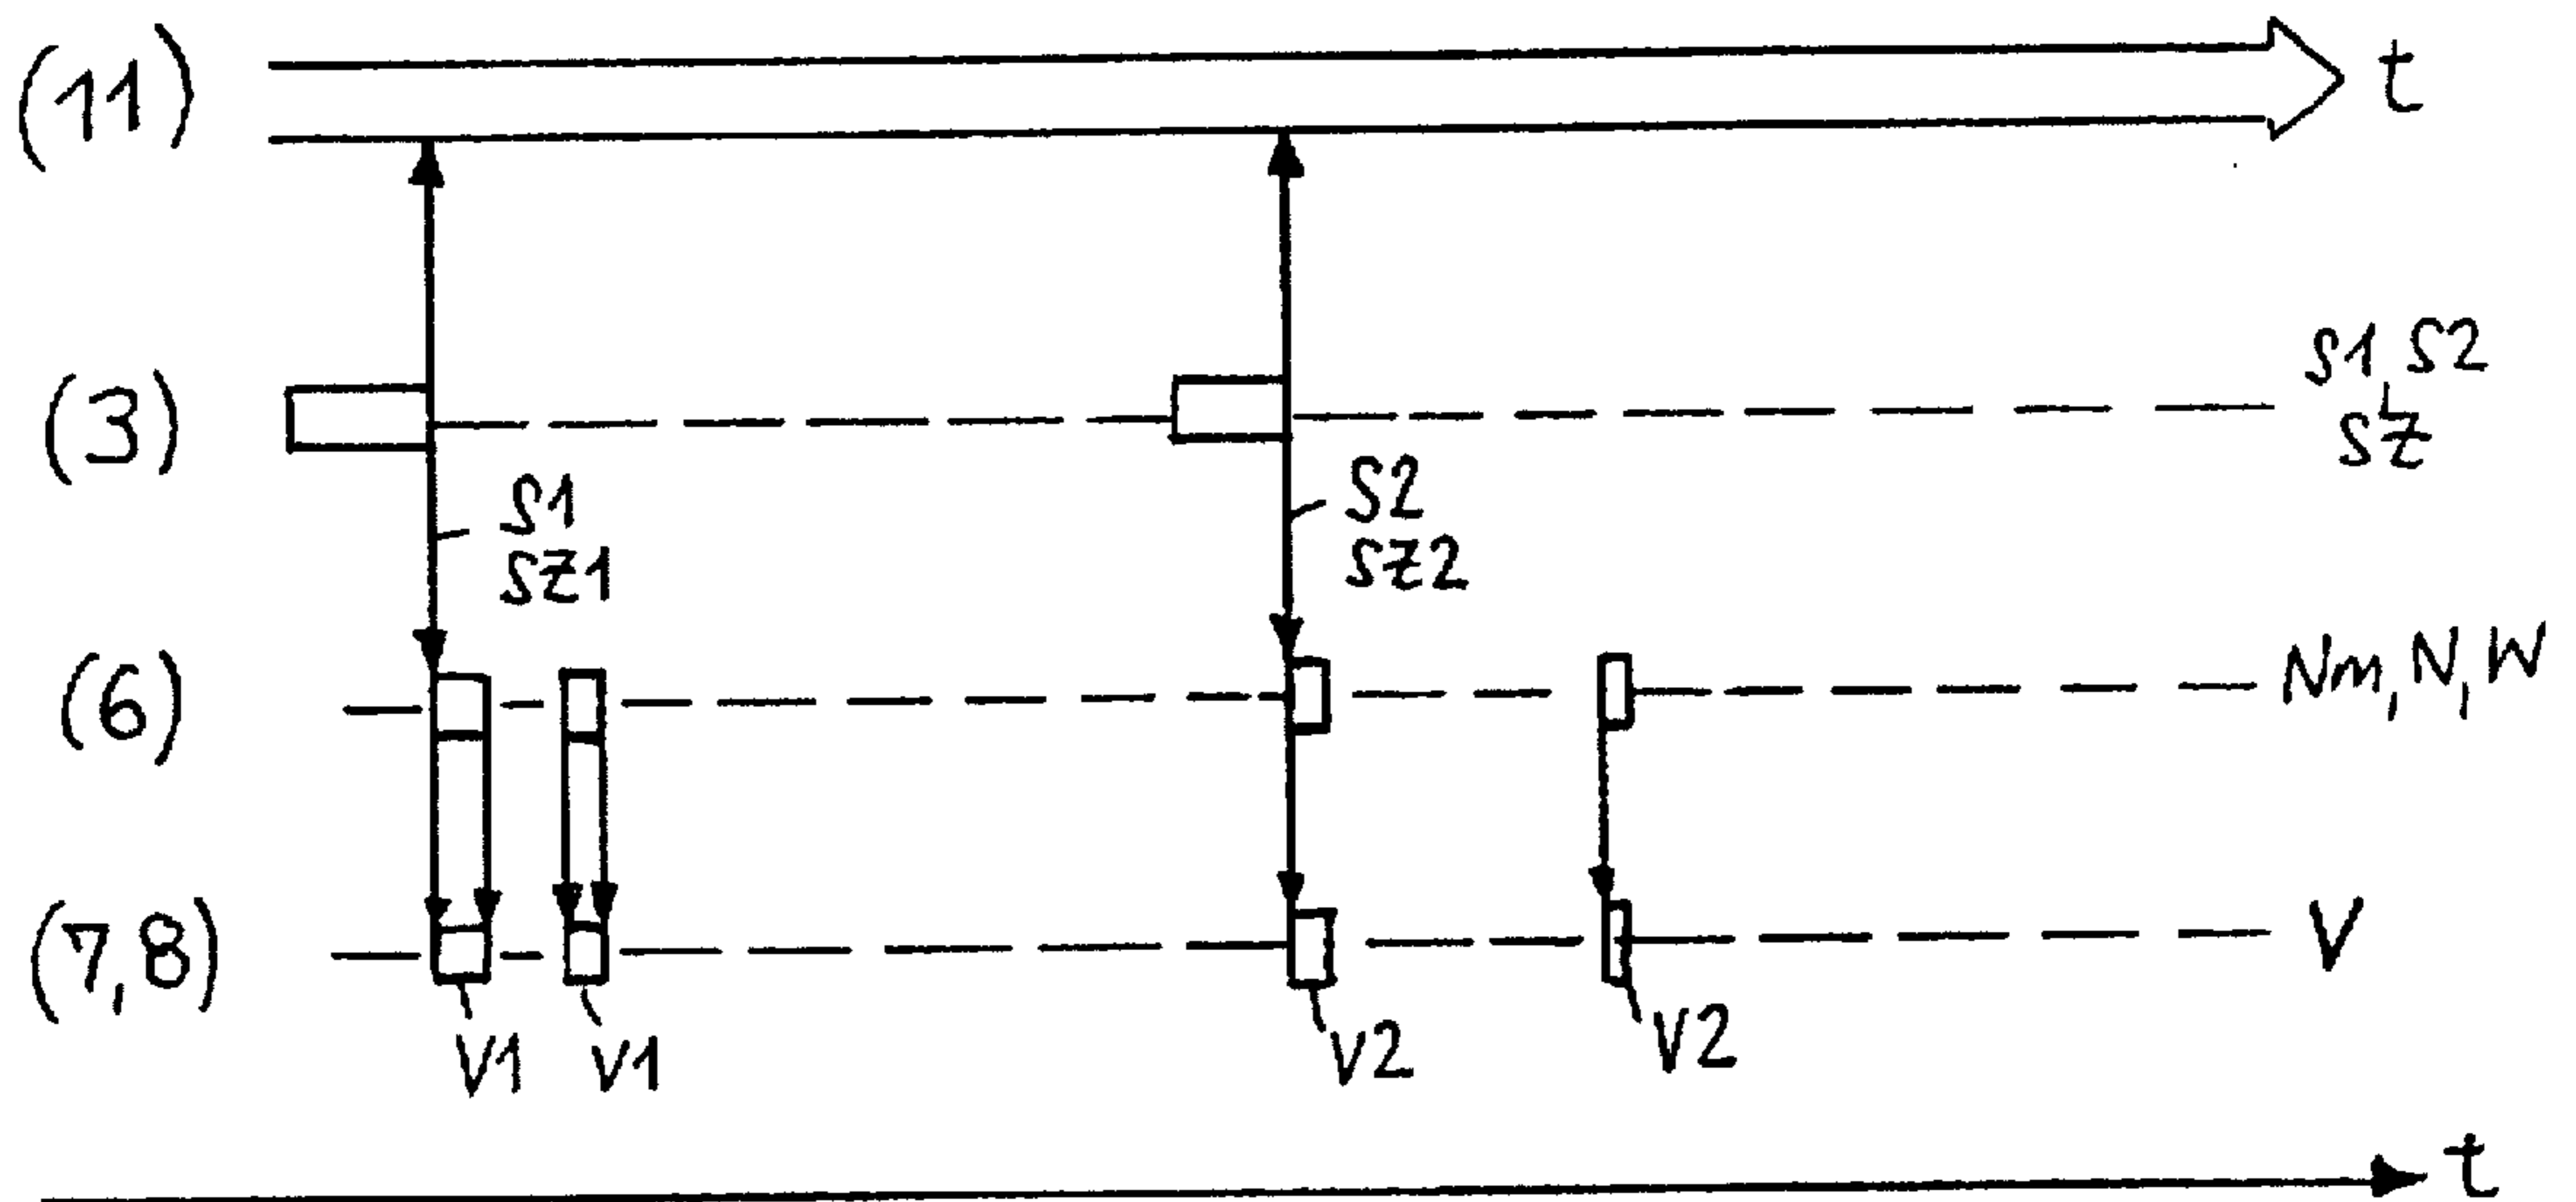 (11) t
(3) S1, S2
SZ
S1
SZ1
S2
SZ2
(6) Nm, N, W
(7,8) V
V1 V1 V2 V2
t